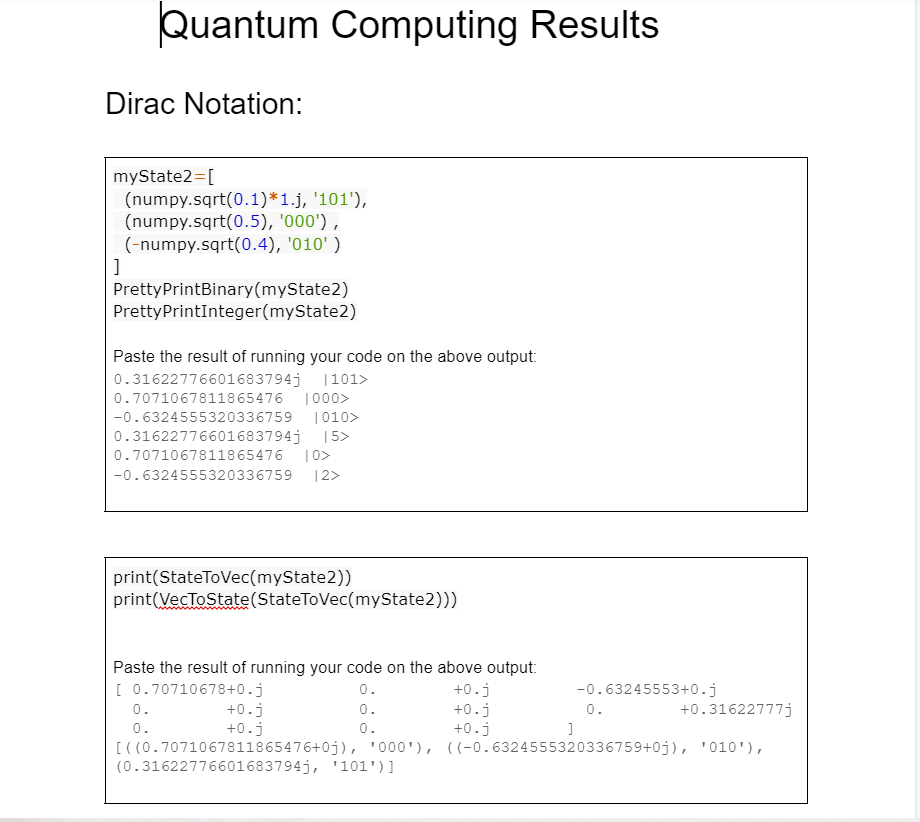 Quantum Computing Results
Dirac Notation:
myState2=[
(numpy.sqrt(0.1)*1.j, '101'),
(numpy.sqrt(0.5), '000') ,
(-numpy.sqrt(0.4), '010' )
]
PrettyPrintBinary(myState2)
PrettyPrintInteger(myState2)
Paste the result of running your code on the above output:
0.31622776601683794j |101>
0.7071067811865476 |000>
-0.6324555320336759 |010>
0.31622776601683794j |5>
0.7071067811865476 |0>
-0.6324555320336759 |2>
print(StateToVec(myState2))
print(VecToState(StateToVec(myState2)))
Paste the result of running your code on the above output:
[ 0.70710678+0.j 0. +0.j -0.63245553+0.j
0. +0.j 0. +0.j 0. +0.31622777j
0. +0.j 0. +0.j ]
[((0.7071067811865476+0j), '000'), ((-0.6324555320336759+0j), '010'),
(0.31622776601683794j, '101')]